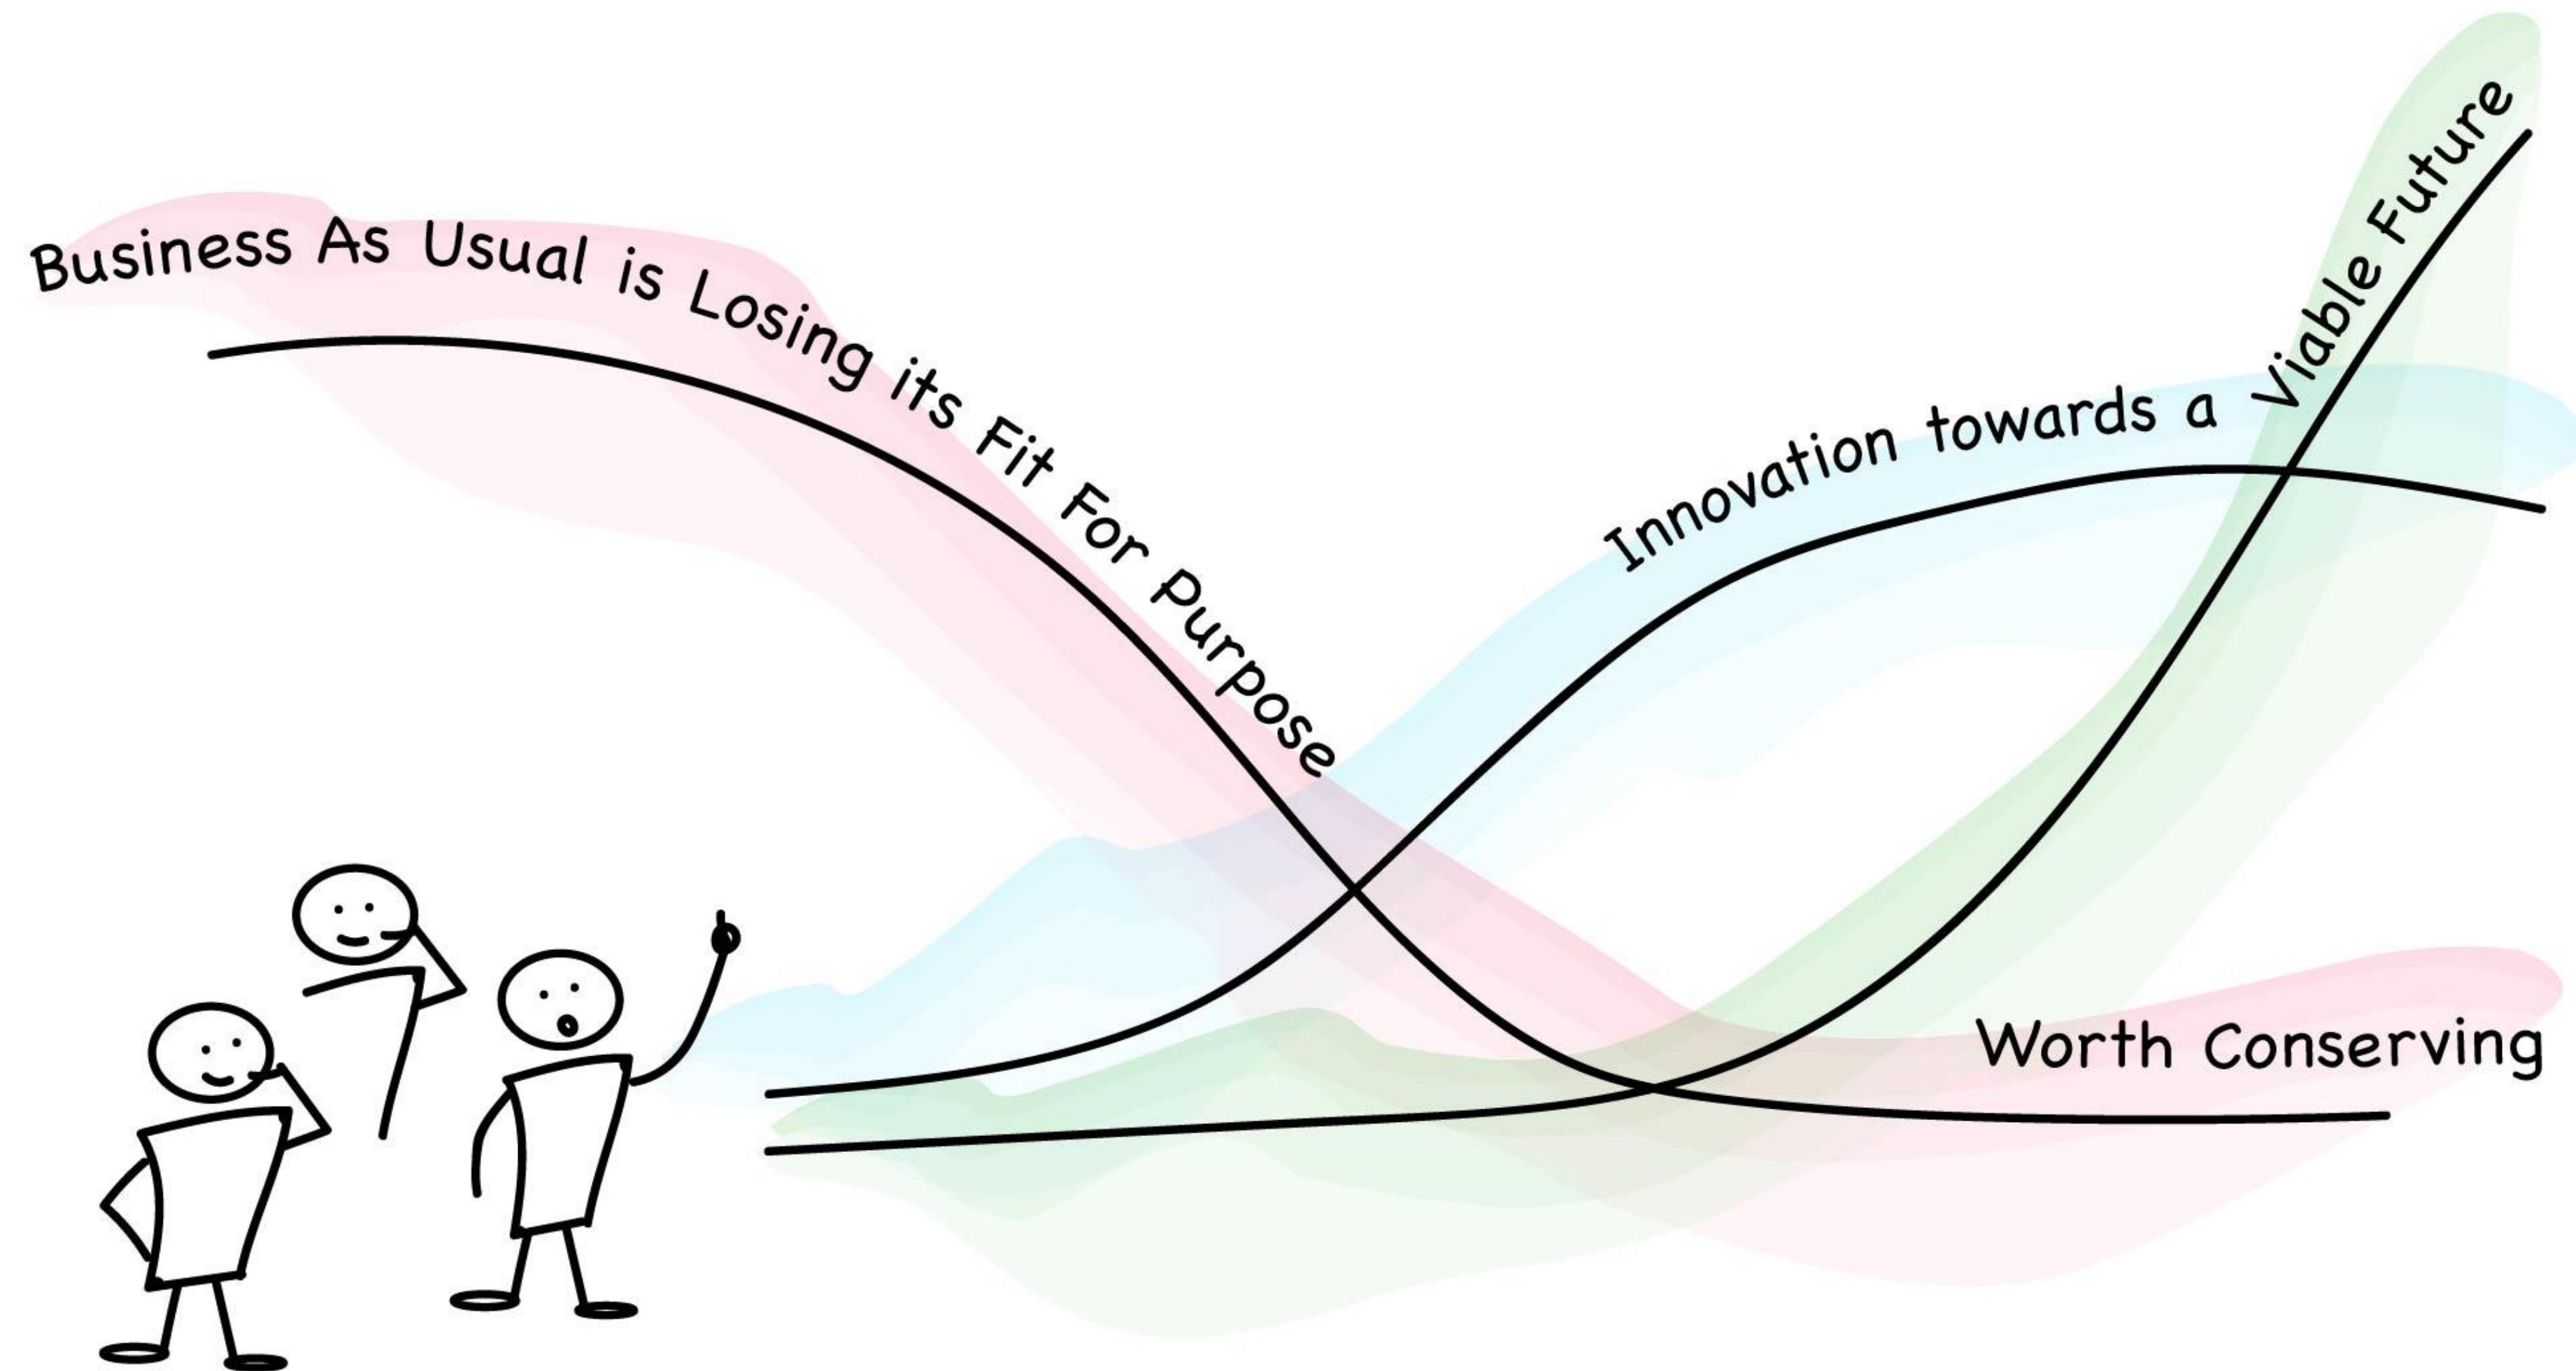 Business As Usual is Losing its Fit For Purpose
Innovation towards a Viable Future
Worth Conserving